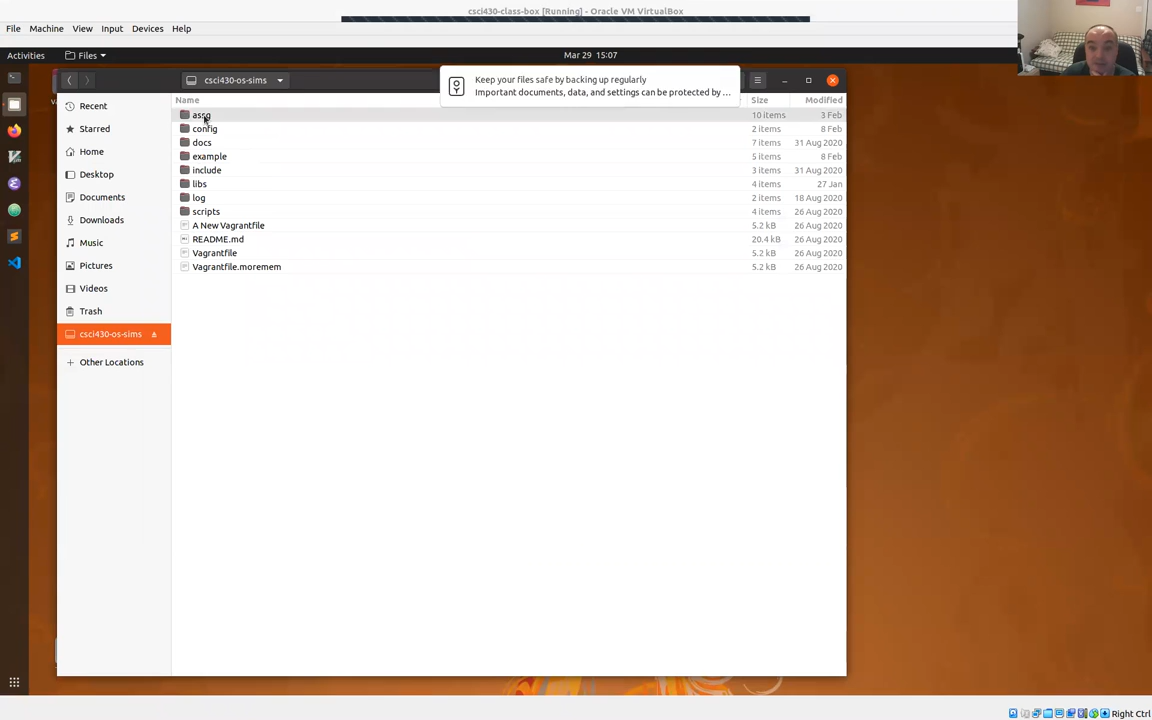 csci430-class-box [Running] - Oracle VM VirtualBox
File Machine View Input Devices Help
Activities Files Mar 29 15:07
csci430-os-sims
Keep your files safe by backing up regularly
Important documents, data, and settings can be protected by ...
Recent
Starred
Home
Desktop
Documents
Downloads
Music
Pictures
Videos
Trash
csci430-os-sims
Other Locations
Name Size Modified
assg 10 items 3 Feb
config 2 items 8 Feb
docs 7 items 31 Aug 2020
example 5 items 8 Feb
include 3 items 31 Aug 2020
libs 4 items 27 Jan
log 2 items 18 Aug 2020
scripts 4 items 26 Aug 2020
A New Vagrantfile 5.2 kB 26 Aug 2020
README.md 20.4 kB 26 Aug 2020
Vagrantfile 5.2 kB 26 Aug 2020
Vagrantfile.moremem 5.2 kB 26 Aug 2020
Right Ctrl